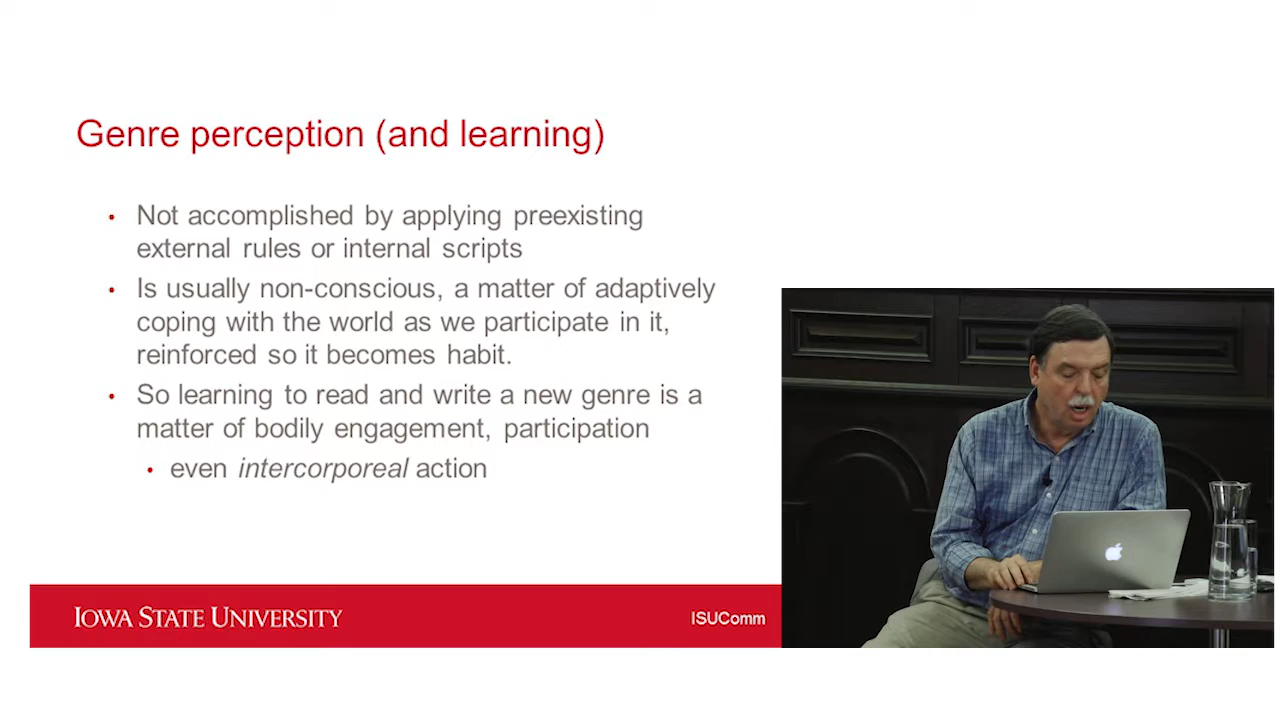 Genre perception (and learning)
• Not accomplished by applying preexisting
external rules or internal scripts
• Is usually non-conscious, a matter of adaptively
coping with the world as we participate in it,
reinforced so it becomes habit.
• So learning to read and write a new genre is a
matter of bodily engagement, participation
• even intercorporeal action
IOWA STATE UNIVERSITY
ISUComm